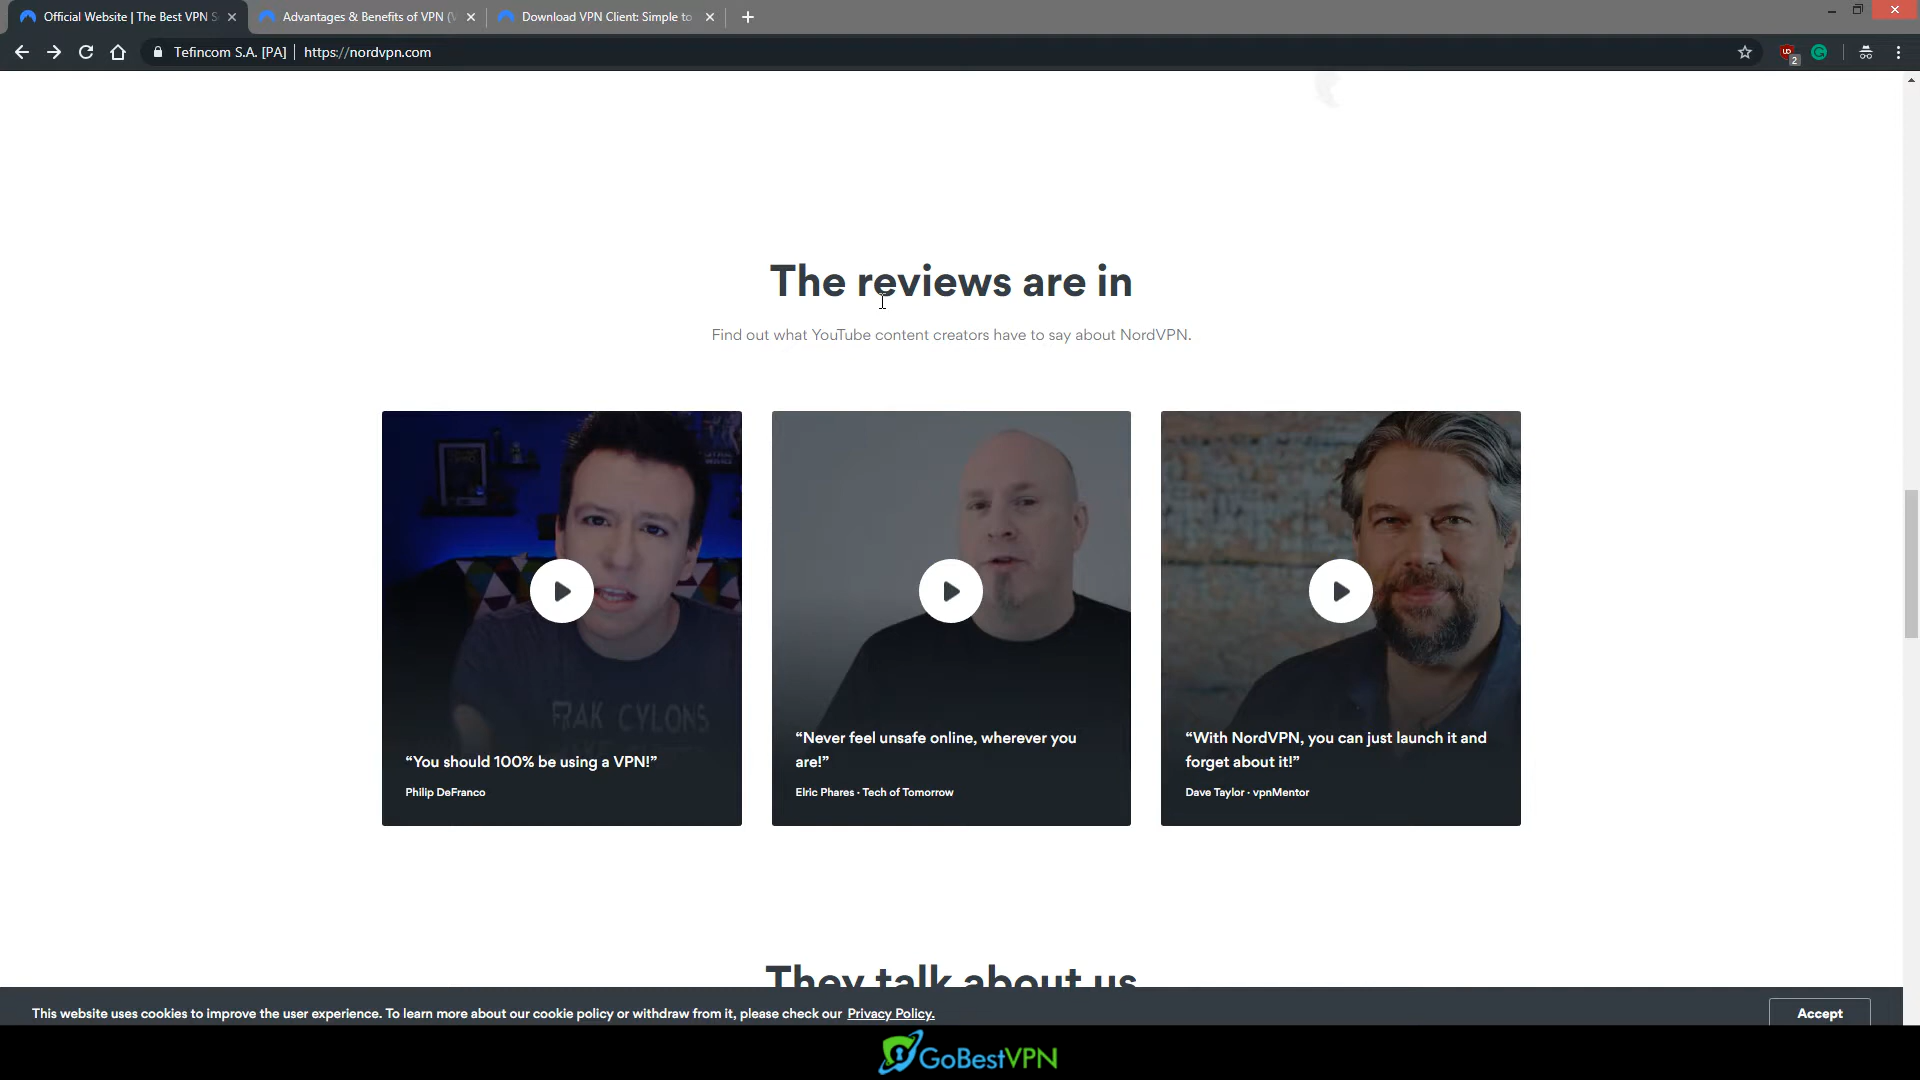 Official Website | The Best VPN S
Advantages & Benefits of VPN (V
Download VPN Client: Simple to
Tefincom S.A. [PA] | https://nordvpn.com
2
The reviews are in
Find out what YouTube content creators have to say about NordVPN.
FRAK CYLONS
“You should 100% be using a VPN!”
Philip DeFranco
“Never feel unsafe online, wherever you
are!”
Elric Phares · Tech of Tomorrow
“With NordVPN, you can just launch it and
forget about it!”
Dave Taylor · vpnMentor
They talk about us
This website uses cookies to improve the user experience. To learn more about our cookie policy or withdraw from it, please check our Privacy Policy.
Accept
GoBestVPN